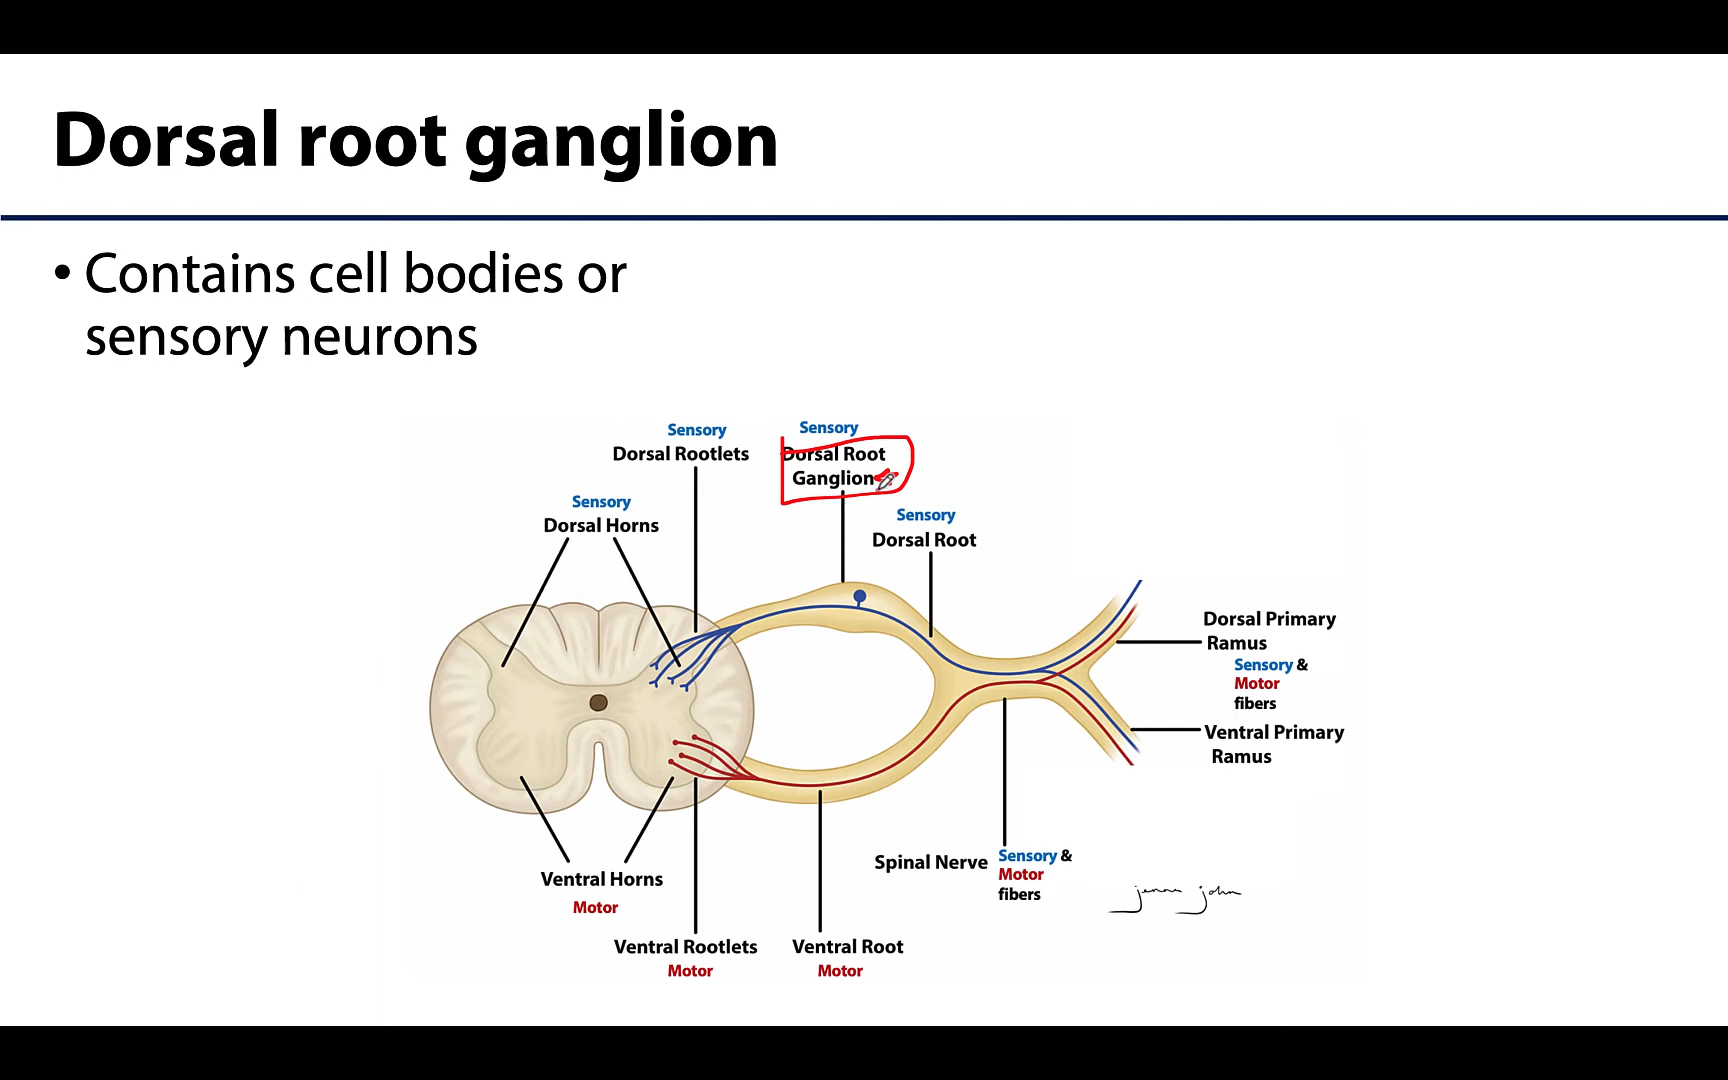 Dorsal root ganglion
• Contains cell bodies or
sensory neurons
Sensory
Dorsal Rootlets
Sensory
Dorsal Root
Ganglion
Sensory
Dorsal Horns
Sensory
Dorsal Root
Dorsal Primary
Ramus
Sensory &
Motor
fibers
Ventral Primary
Ramus
Spinal Nerve
Sensory &
Motor
fibers
Ventral Horns
Motor
Ventral Rootlets
Motor
Ventral Root
Motor
john